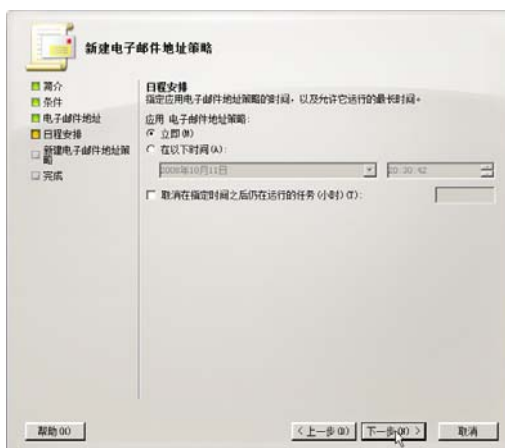 新建电子邮件地址策略
简介
条件
电子邮件地址
日程安排
新建电子邮件地址策
略
完成
日程安排
指定应用电子邮件地址策略的时间，以及允许它运行的最长时间。
应用 电子邮件地址策略:
立即(M)
在以下时间(A):
2008年10月11日
20:30:42
取消在指定时间之后仍在运行的任务(小时)(T):
帮助(H)
< 上一步(B)
下一步(N) >
取消